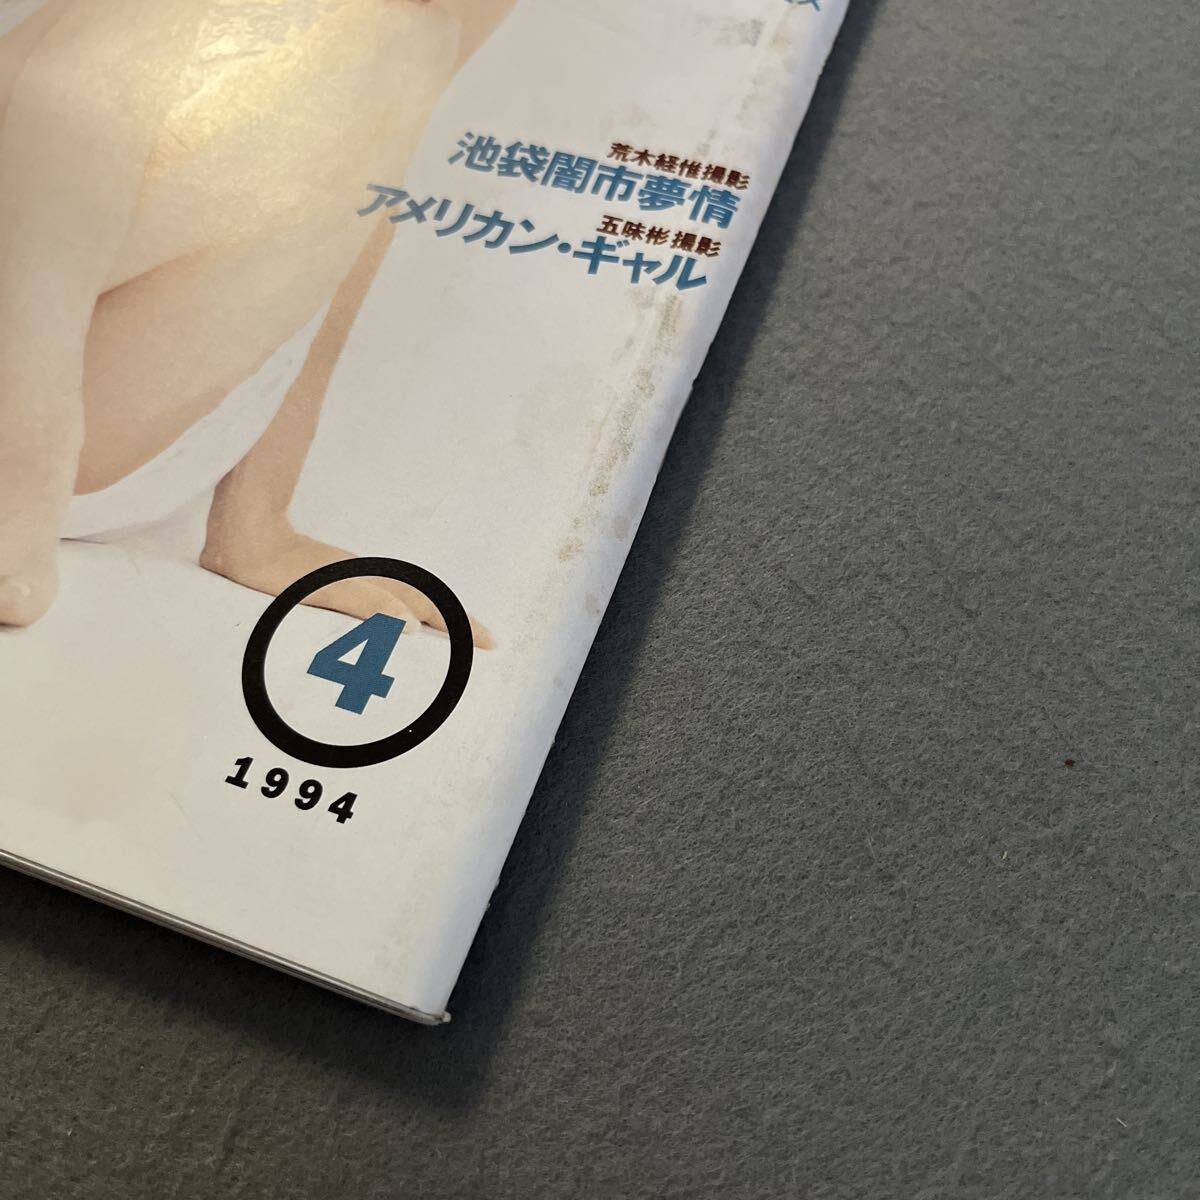 荒木経惟撮影
池袋闇市夢情
五味彬撮影
アメリカン・ギャル
4
1994